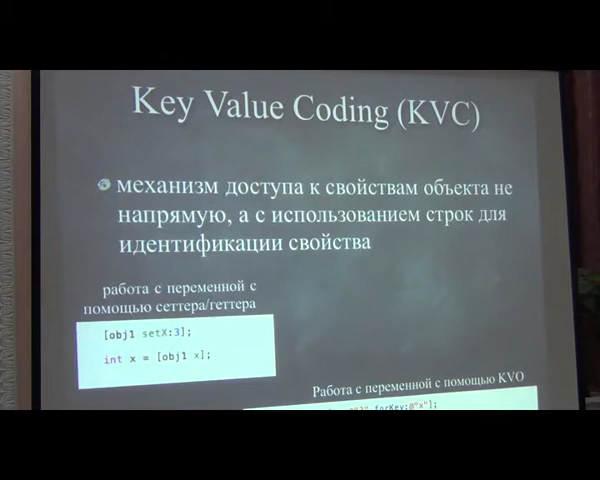 Key Value Coding (KVC)
механизм доступа к свойствам объекта не
напрямую, а с использованием строк для
идентификации свойства
работа с переменной с
помощью сеттера/геттера
[obj1 setX:3];
int x = [obj1 x];
Работа с переменной с помощью KVO
forKey:@"x"];